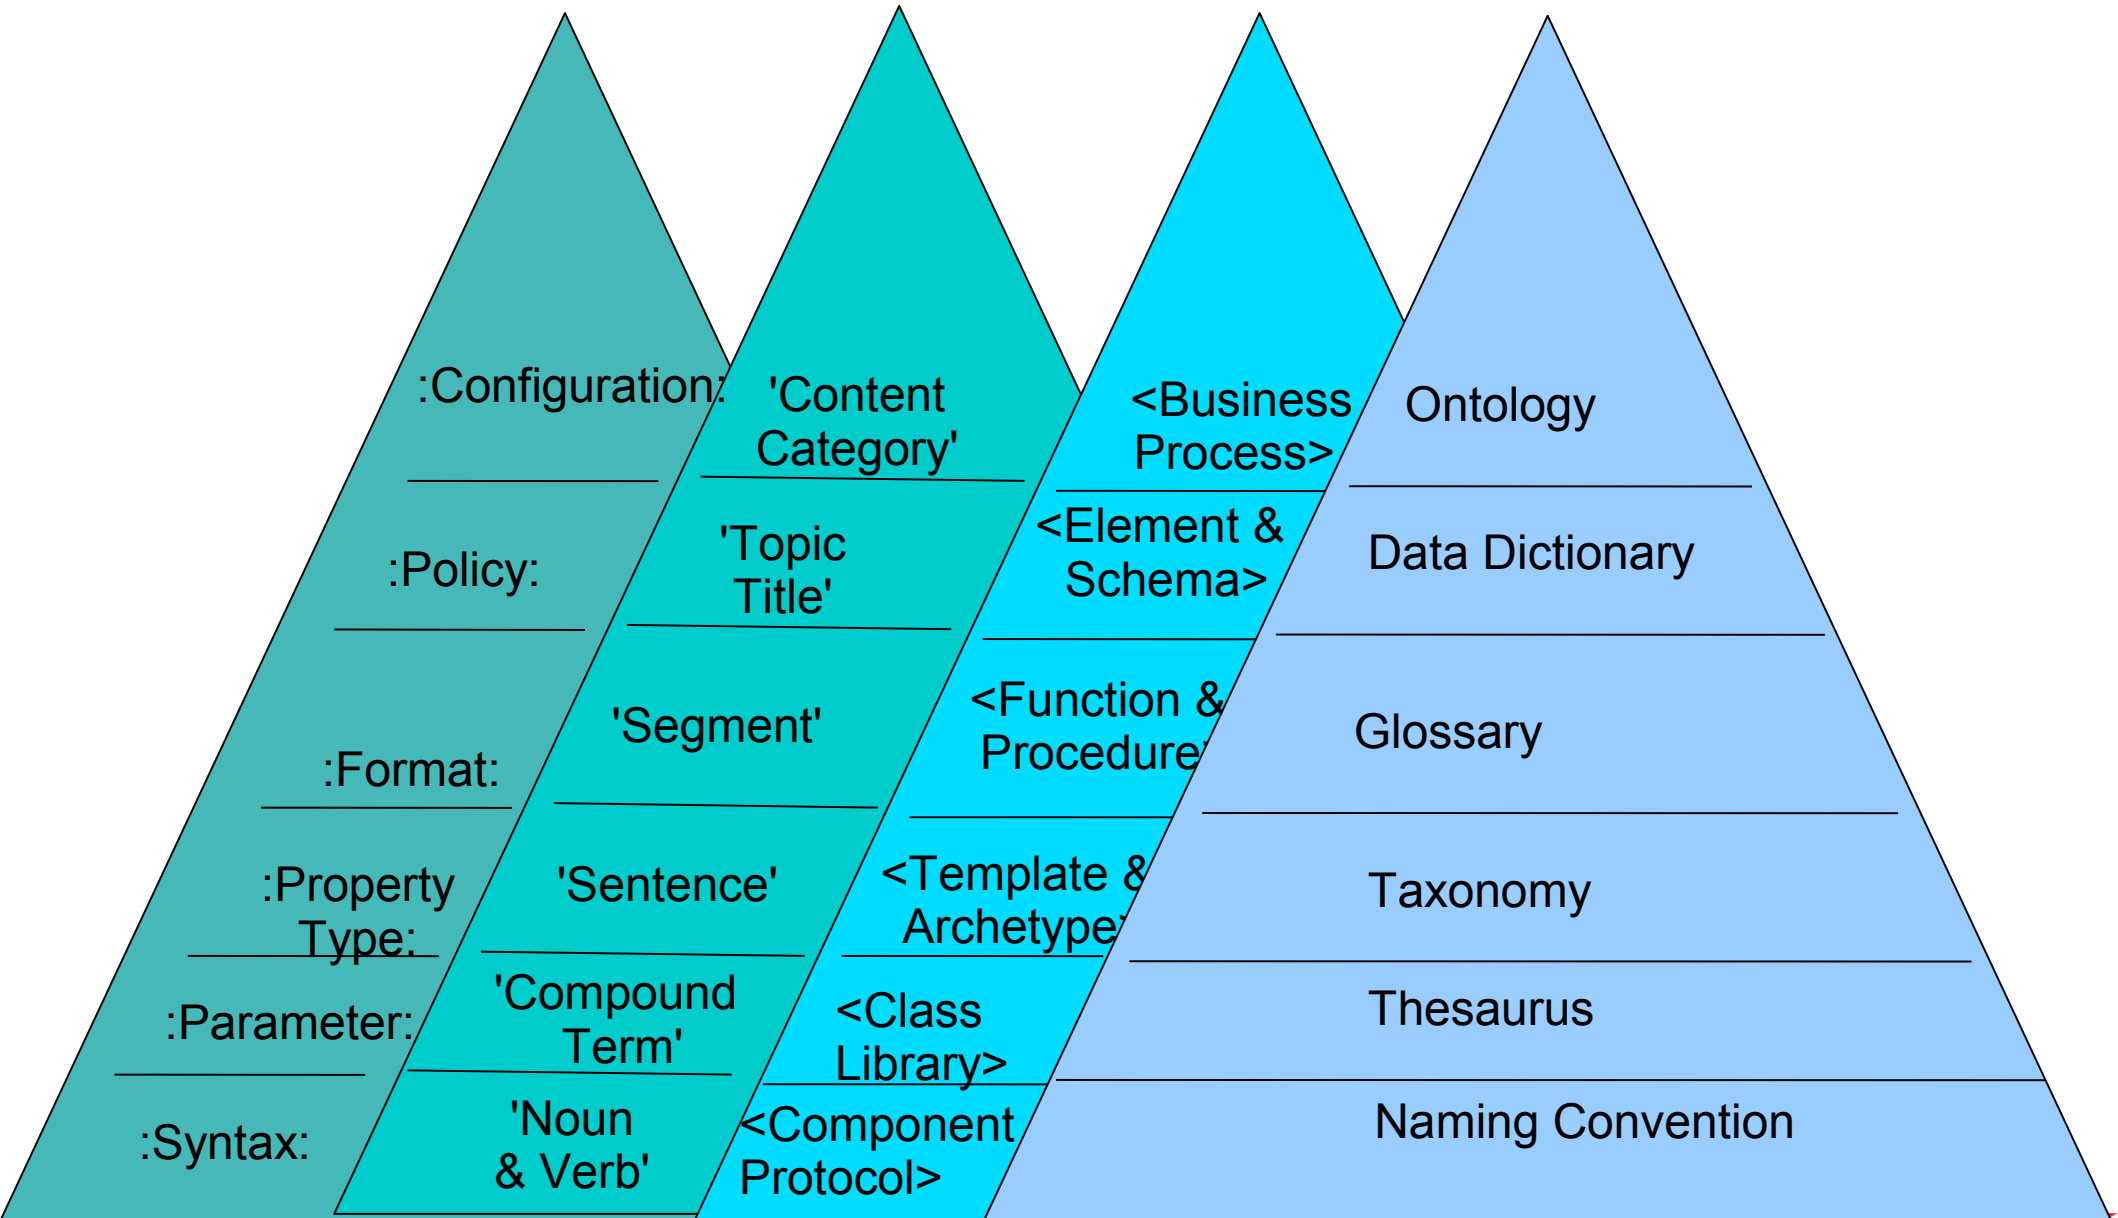 :Configuration:
:Policy:
:Format:
:Property
Type:
:Parameter:
:Syntax:
'Content
Category'
'Topic
Title'
'Segment'
'Sentence'
'Compound
Term'
'Noun
& Verb'
<Business
Process>
<Element &
Schema>
<Function &
Procedure>
<Template &
Archetype>
<Class
Library>
<Component
Protocol>
Ontology
Data Dictionary
Glossary
Taxonomy
Thesaurus
Naming Convention